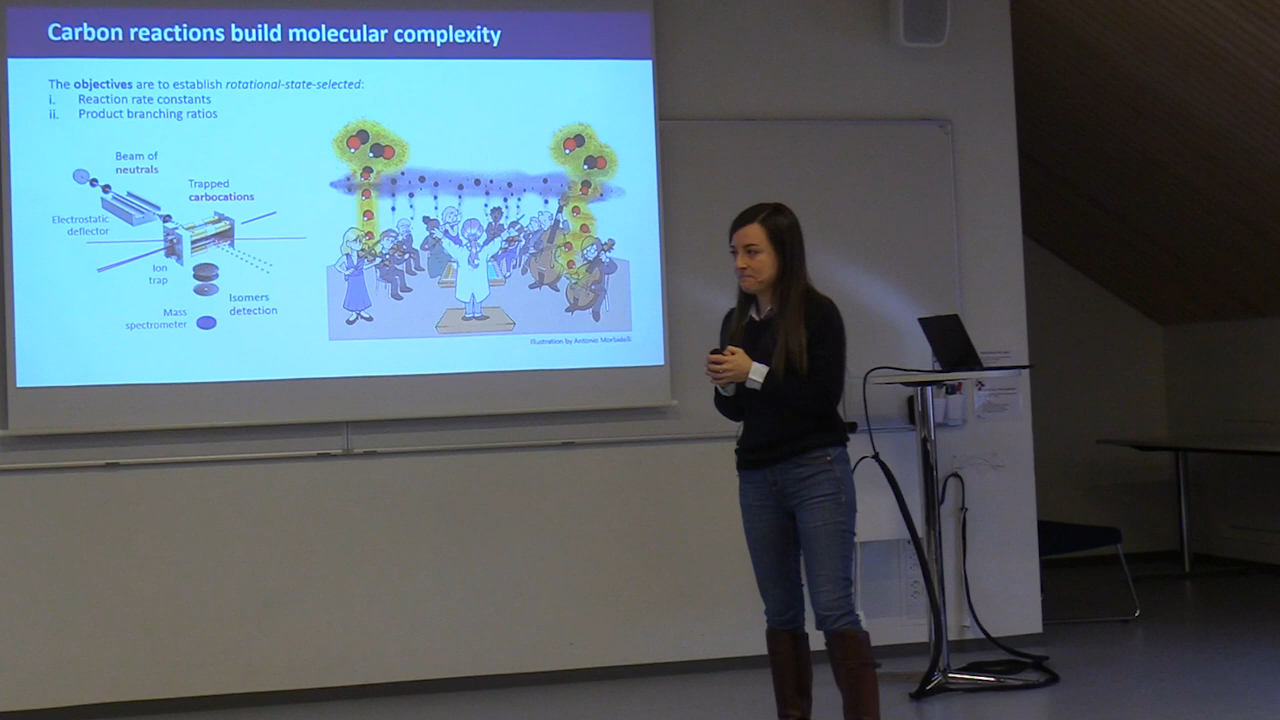 Carbon reactions build molecular complexity
The objectives are to establish rotational-state-selected:
i. Reaction rate constants
ii. Product branching ratios
Beam of
neutrals
Trapped
carbocations
Electrostatic
deflector
Ion
trap
Isomers
detection
Mass
spectrometer
Illustration by Antonio